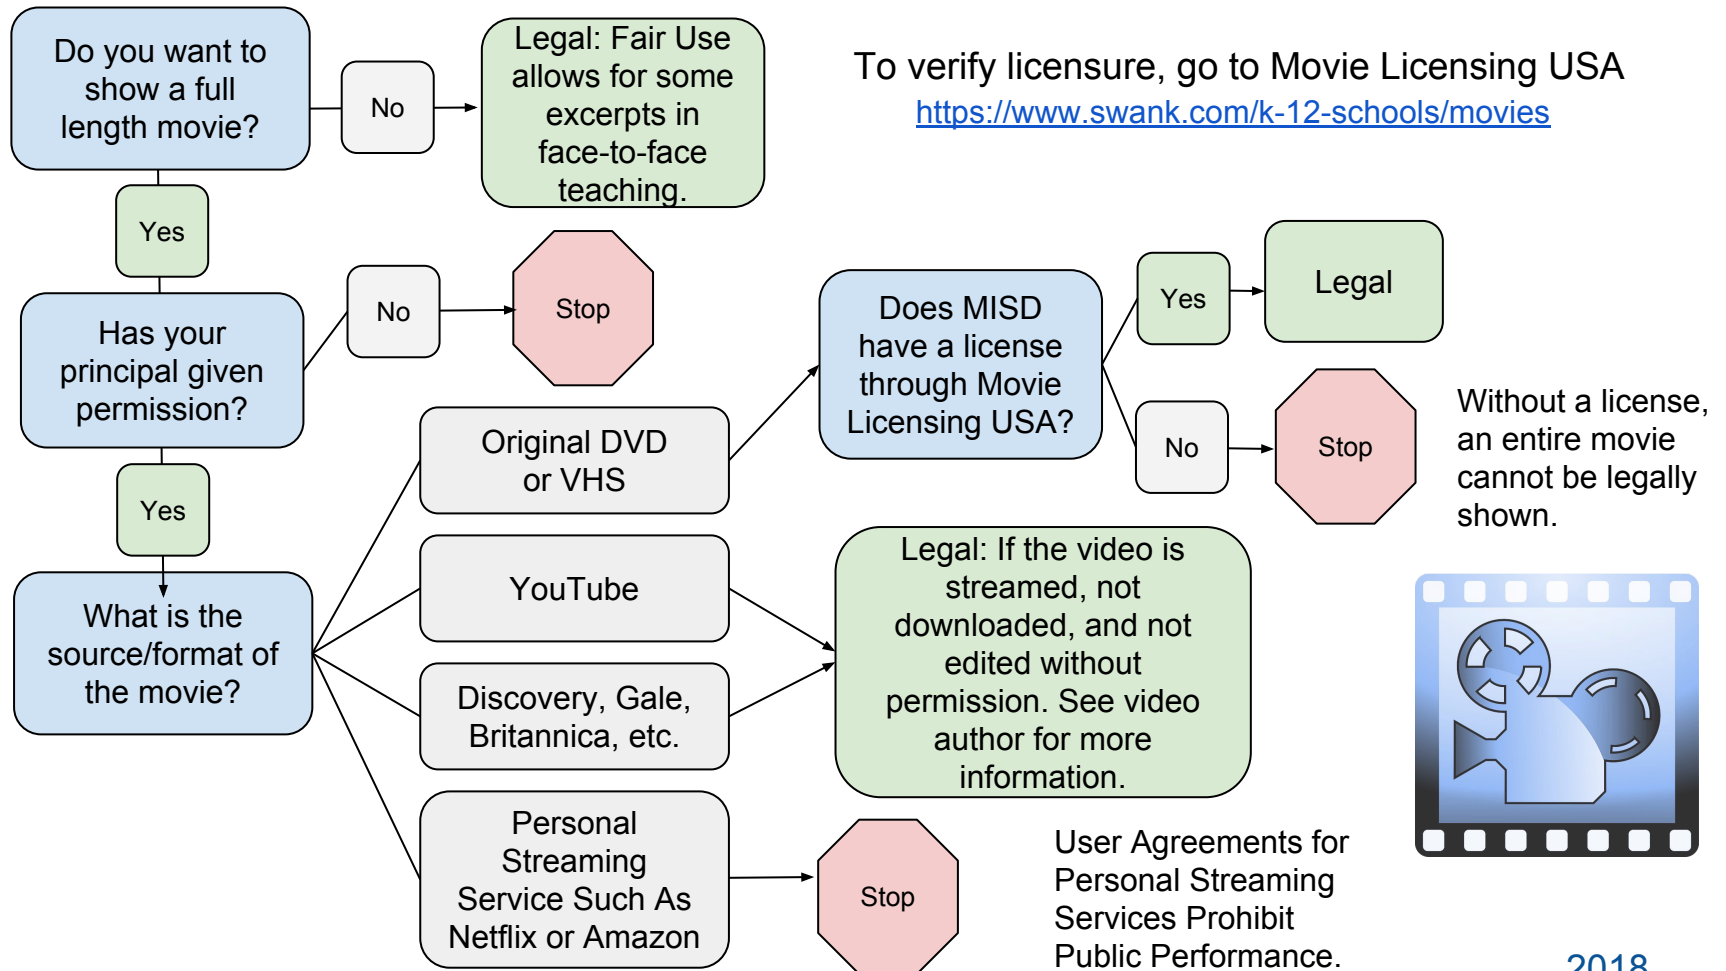 Do you want to
show a full
length movie?
No
Legal: Fair Use
allows for some
excerpts in
face-to-face
teaching.
To verify licensure, go to Movie Licensing USA
https://www.swank.com/k-12-schools/movies
Yes
Has your
principal given
permission?
No
Stop
Does MISD
have a license
through Movie
Licensing USA?
Yes
Legal
No
Stop
Without a license,
an entire movie
cannot be legally
shown.
Yes
What is the
source/format of
the movie?
Original DVD
or VHS
YouTube
Discovery, Gale,
Britannica, etc.
Legal: If the video is
streamed, not
downloaded, and not
edited without
permission. See video
author for more
information.
Personal
Streaming
Service Such As
Netflix or Amazon
Stop
User Agreements for
Personal Streaming
Services Prohibit
Public Performance.
2018